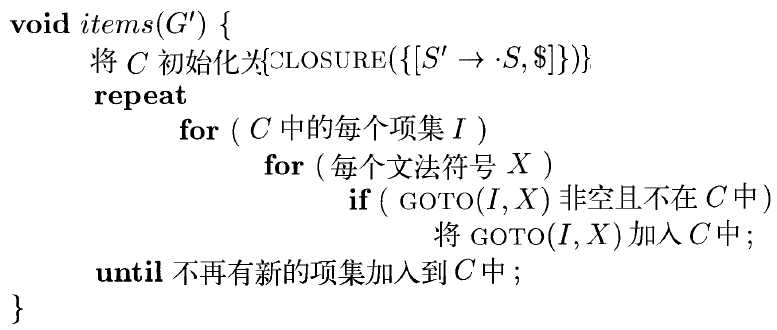 void items(G′) {
将 C 初始化为{CLOSURE({[S′ → ·S, $]})};
repeat
for ( C 中的每个项集 I )
for ( 每个文法符号 X )
if ( GOTO(I, X) 非空且不在 C 中)
将 GOTO(I, X) 加入 C 中;
until 不再有新的项集加入到 C 中;
}